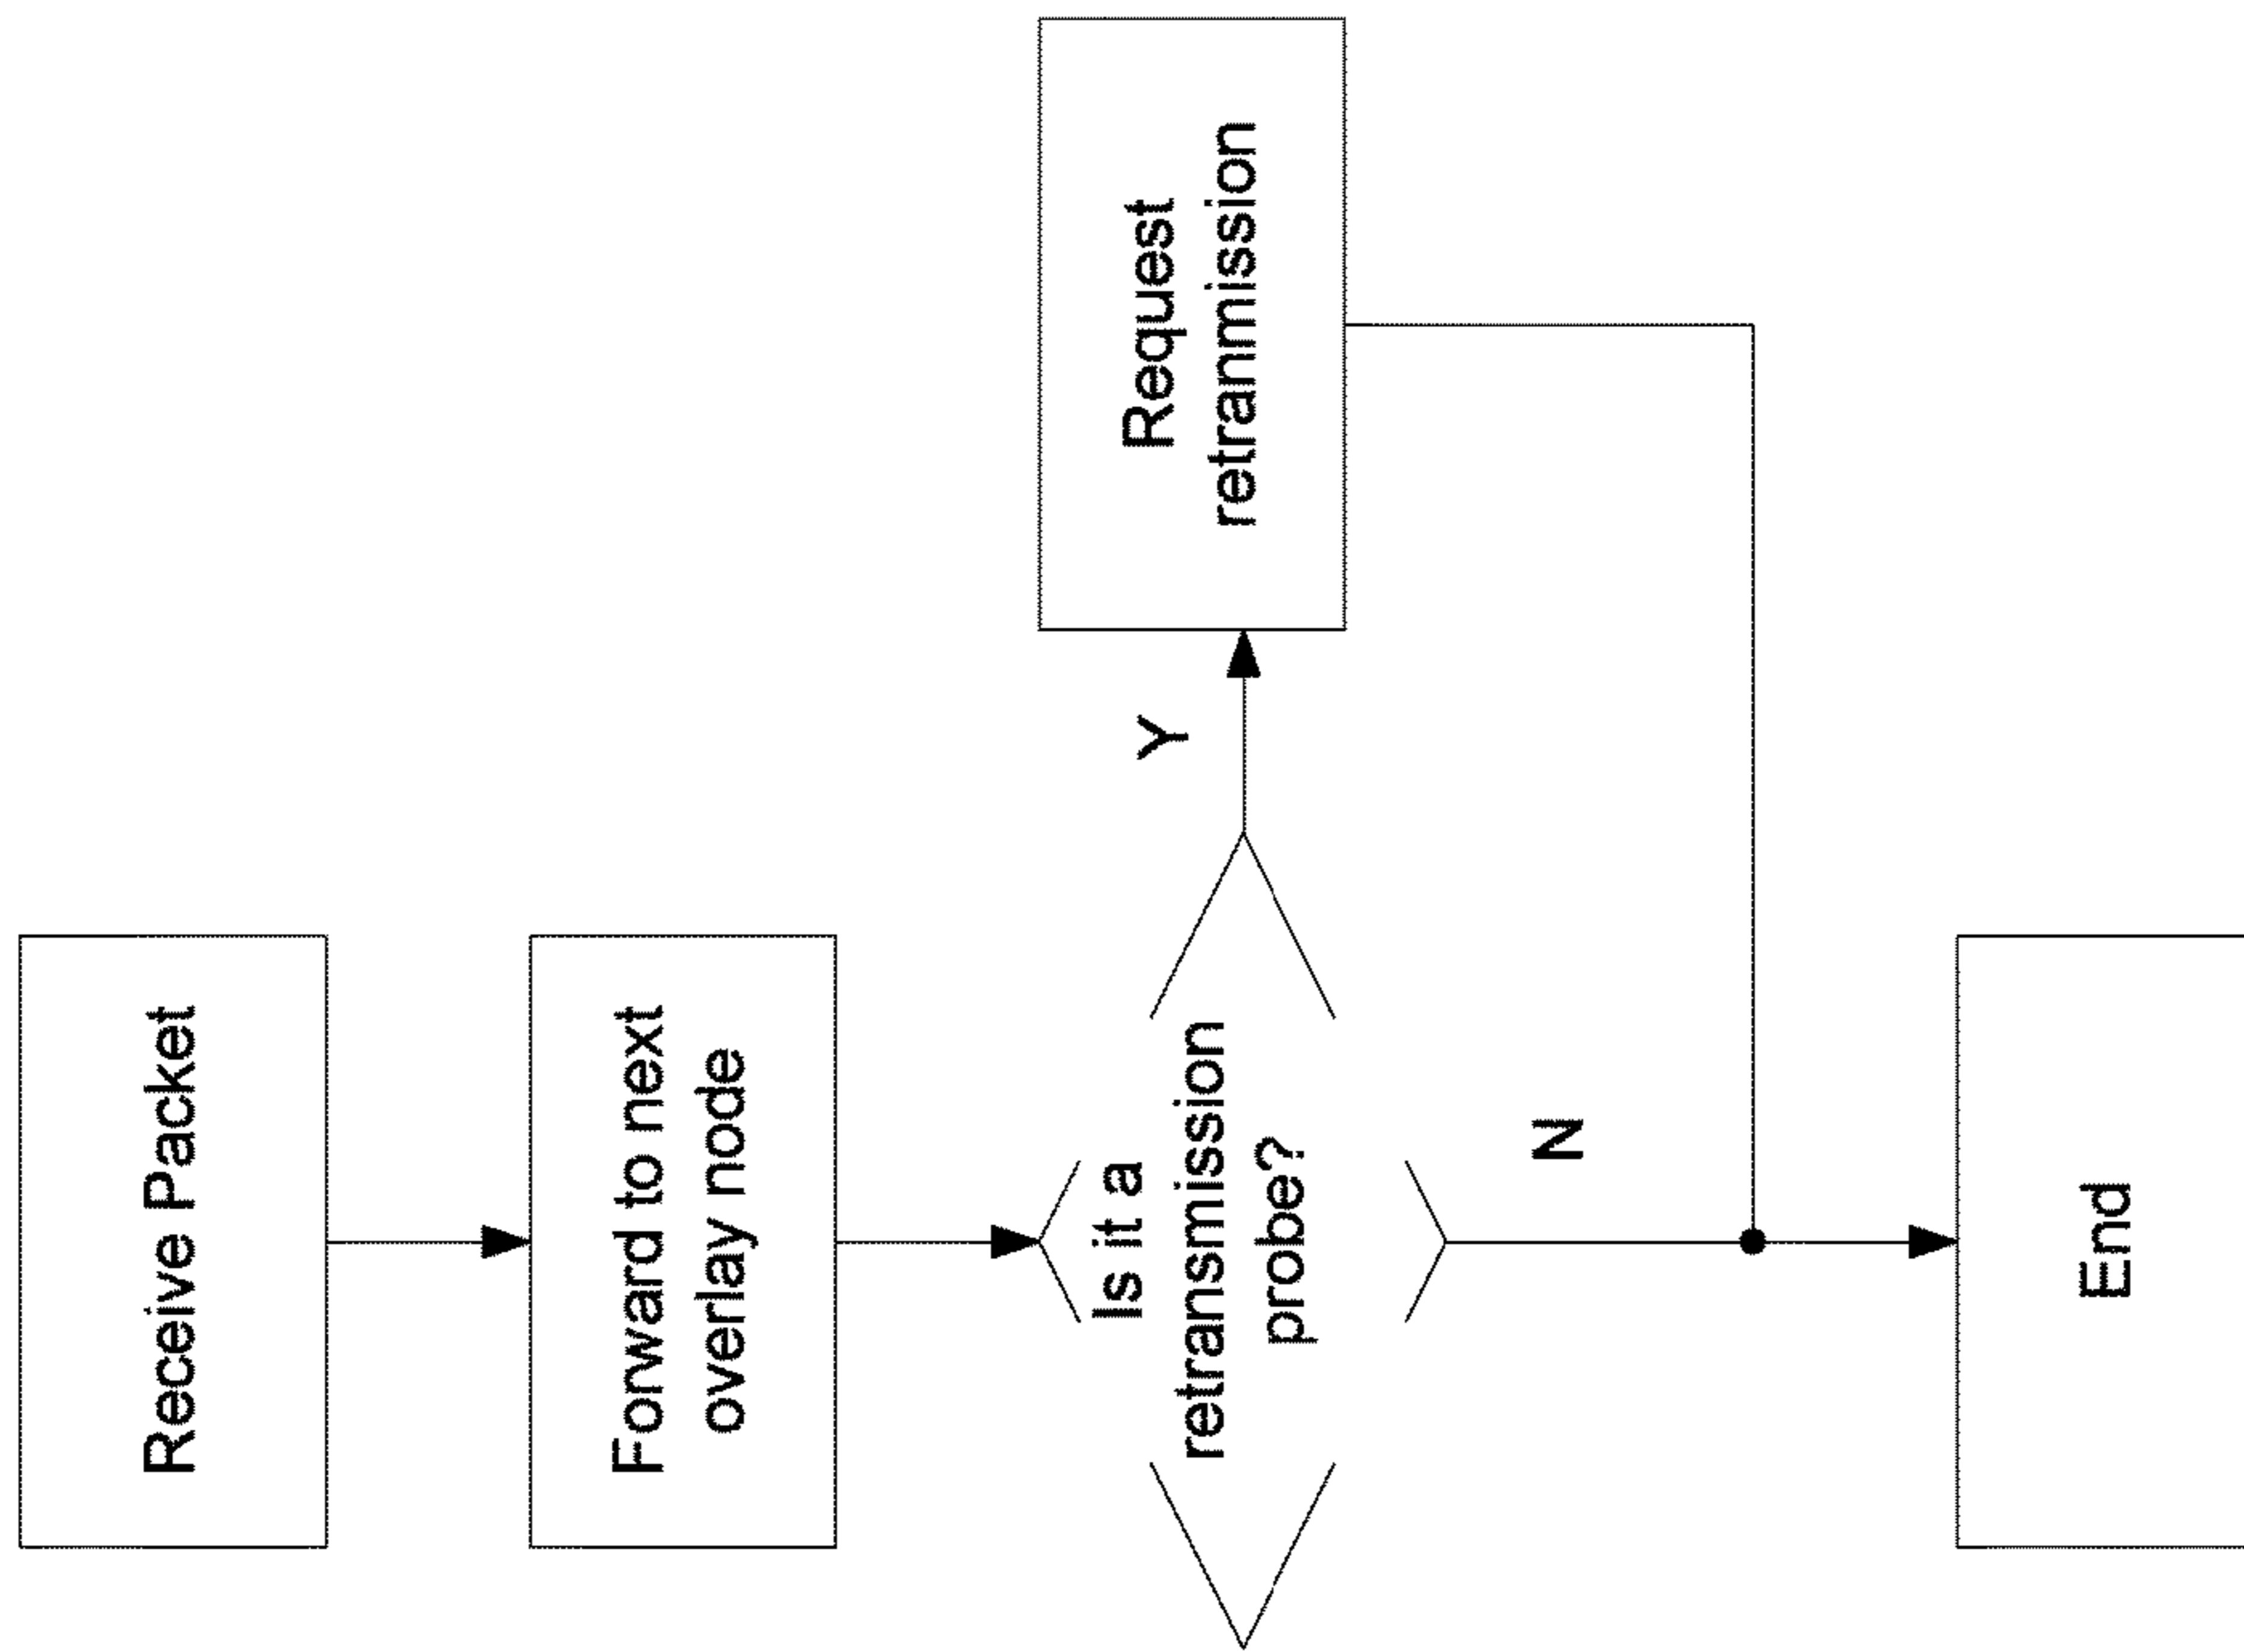 Receive Packet
Forward to next
overlay node
Is it a
retransmission
probe?
Y
Request
retranmission
N
End